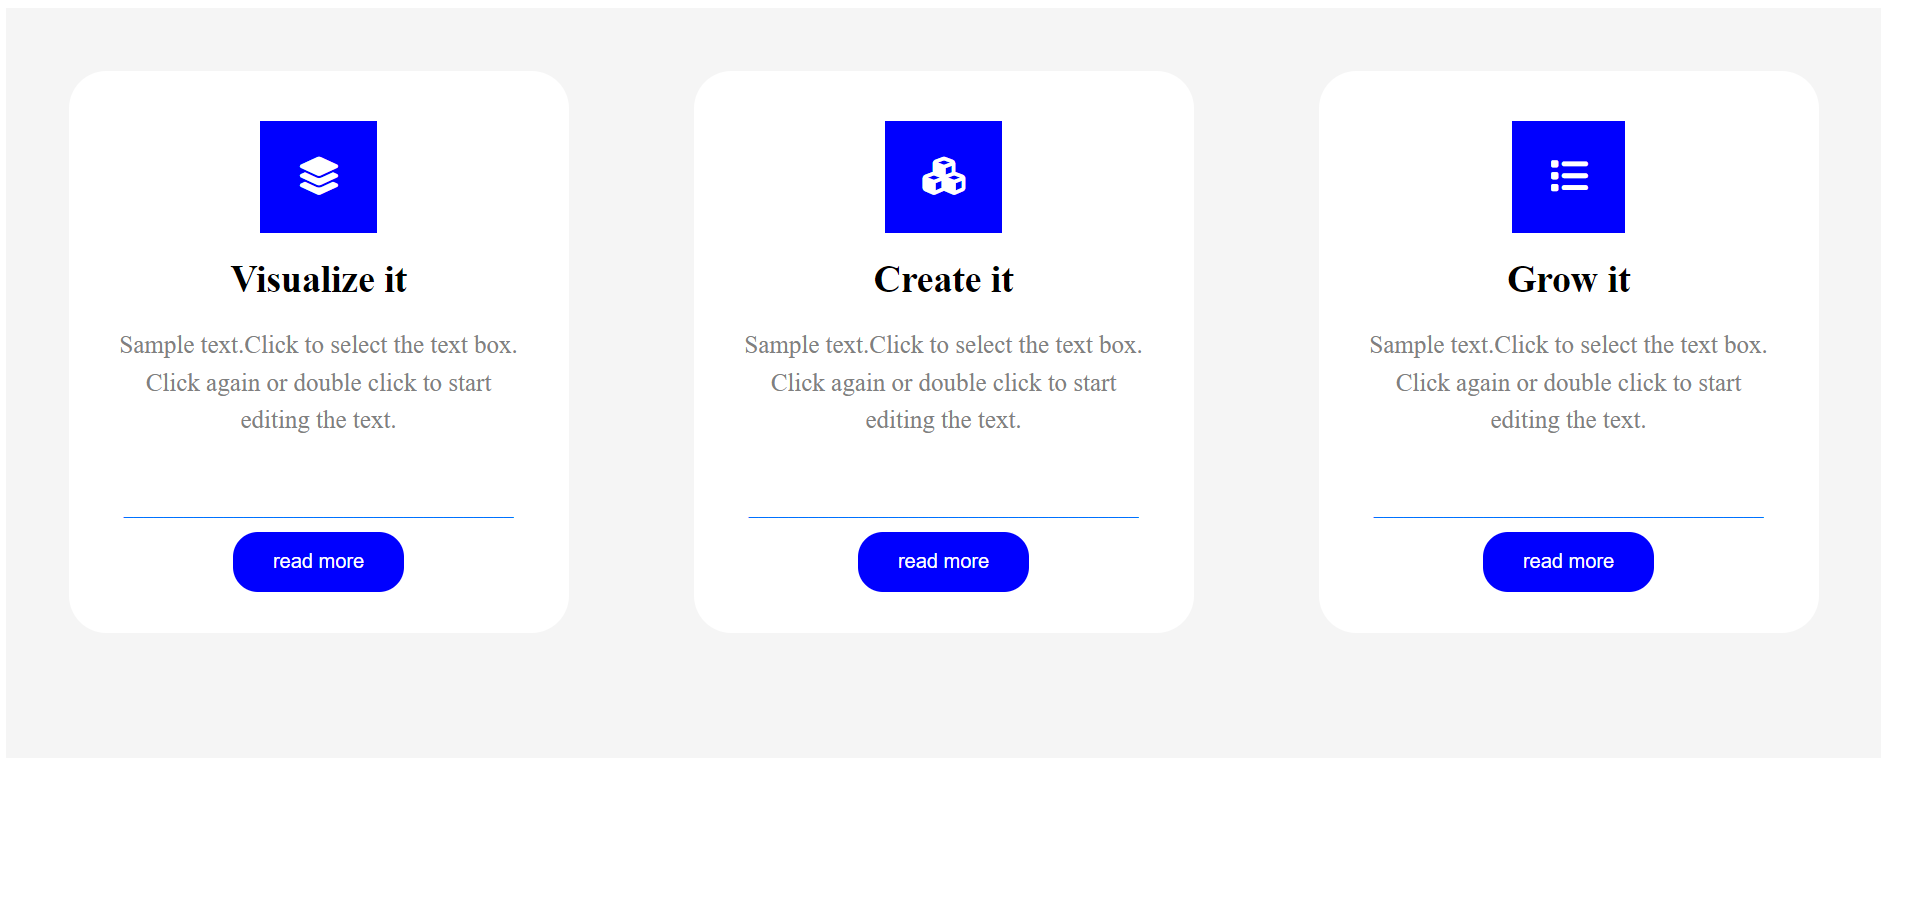 Visualize it
Sample text.Click to select the text box.
Click again or double click to start
editing the text.
read more
Create it
Sample text.Click to select the text box.
Click again or double click to start
editing the text.
read more
Grow it
Sample text.Click to select the text box.
Click again or double click to start
editing the text.
read more